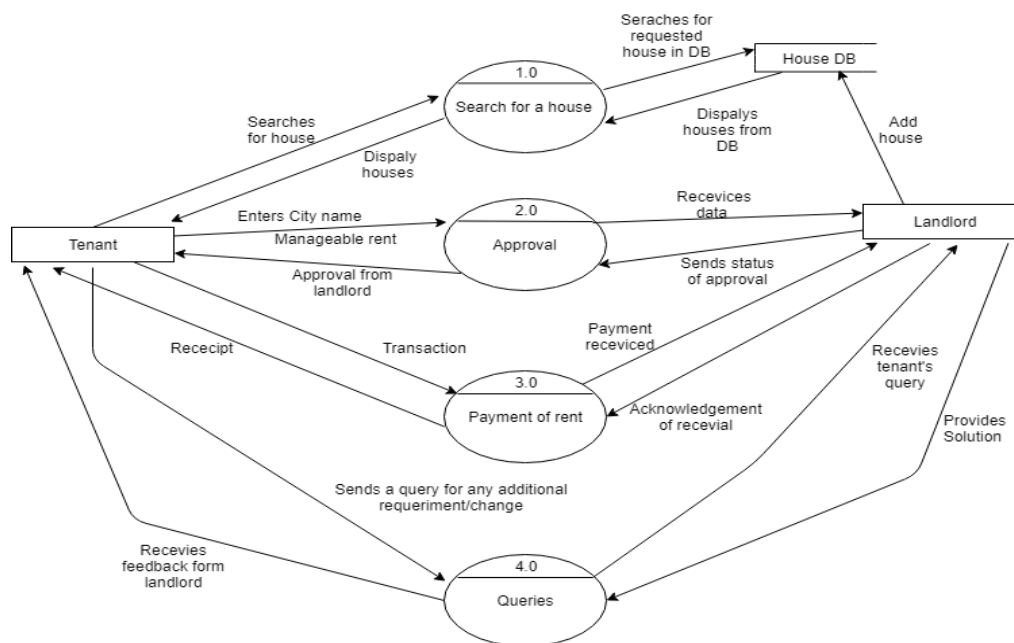 Seraches for
requested
house in DB
House DB
1.0
Search for a house
Searches
for house
Dispalys
houses from
DB
Add
house
Dispaly
houses
Enters City name
Manageable rent
2.0
Approval
Recevices
data
Landlord
Tenant
Approval from
landlord
Sends status
of approval
Rececipt
Transaction
Payment
receviced
3.0
Payment of rent
Recevies
tenant's
query
Acknowledgement
of recevial
Provides
Solution
Sends a query for any additional
requeriment/change
Recevies
feedback form
landlord
4.0
Queries